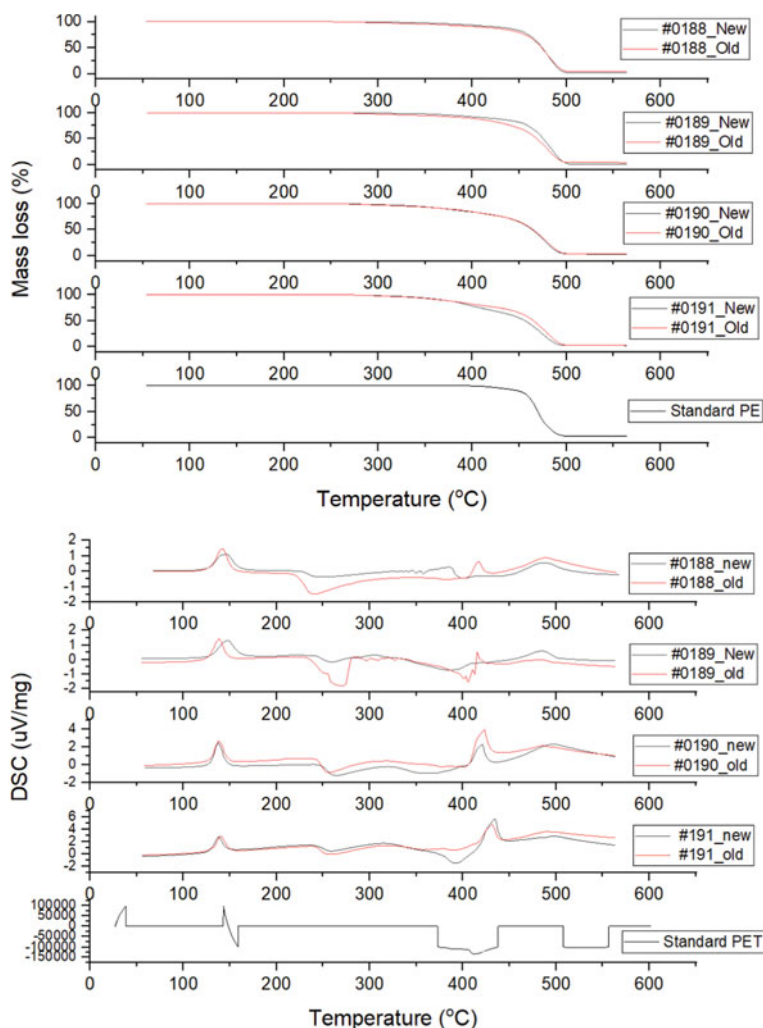 100
50
0
#0188_New
#0188_Old
0 100 200 300 400 500 600
100
50
0
#0189_New
#0189_Old
0 100 200 300 400 500 600
100
50
0
#0190_New
#0190_Old
0 100 200 300 400 500 600
100
50
0
#0191_New
#0191_Old
0 100 200 300 400 500 600
100
50
0
Standard PE
0 100 200 300 400 500 600
Mass loss (%)
Temperature (°C)
2
1
0
-1
-2
#0188_new
#0188_old
0 100 200 300 400 500 600
2
1
0
-1
-2
#0189_New
#0189_old
0 100 200 300 400 500 600
4
2
0
-2
#0190_new
#0190_old
0 100 200 300 400 500 600
6
4
2
0
-2
#191_new
#191_old
0 100 200 300 400 500 600
100000
50000
0
-50000
-100000
-150000
Standard PET
0 100 200 300 400 500 600
DSC (uV/mg)
Temperature (°C)